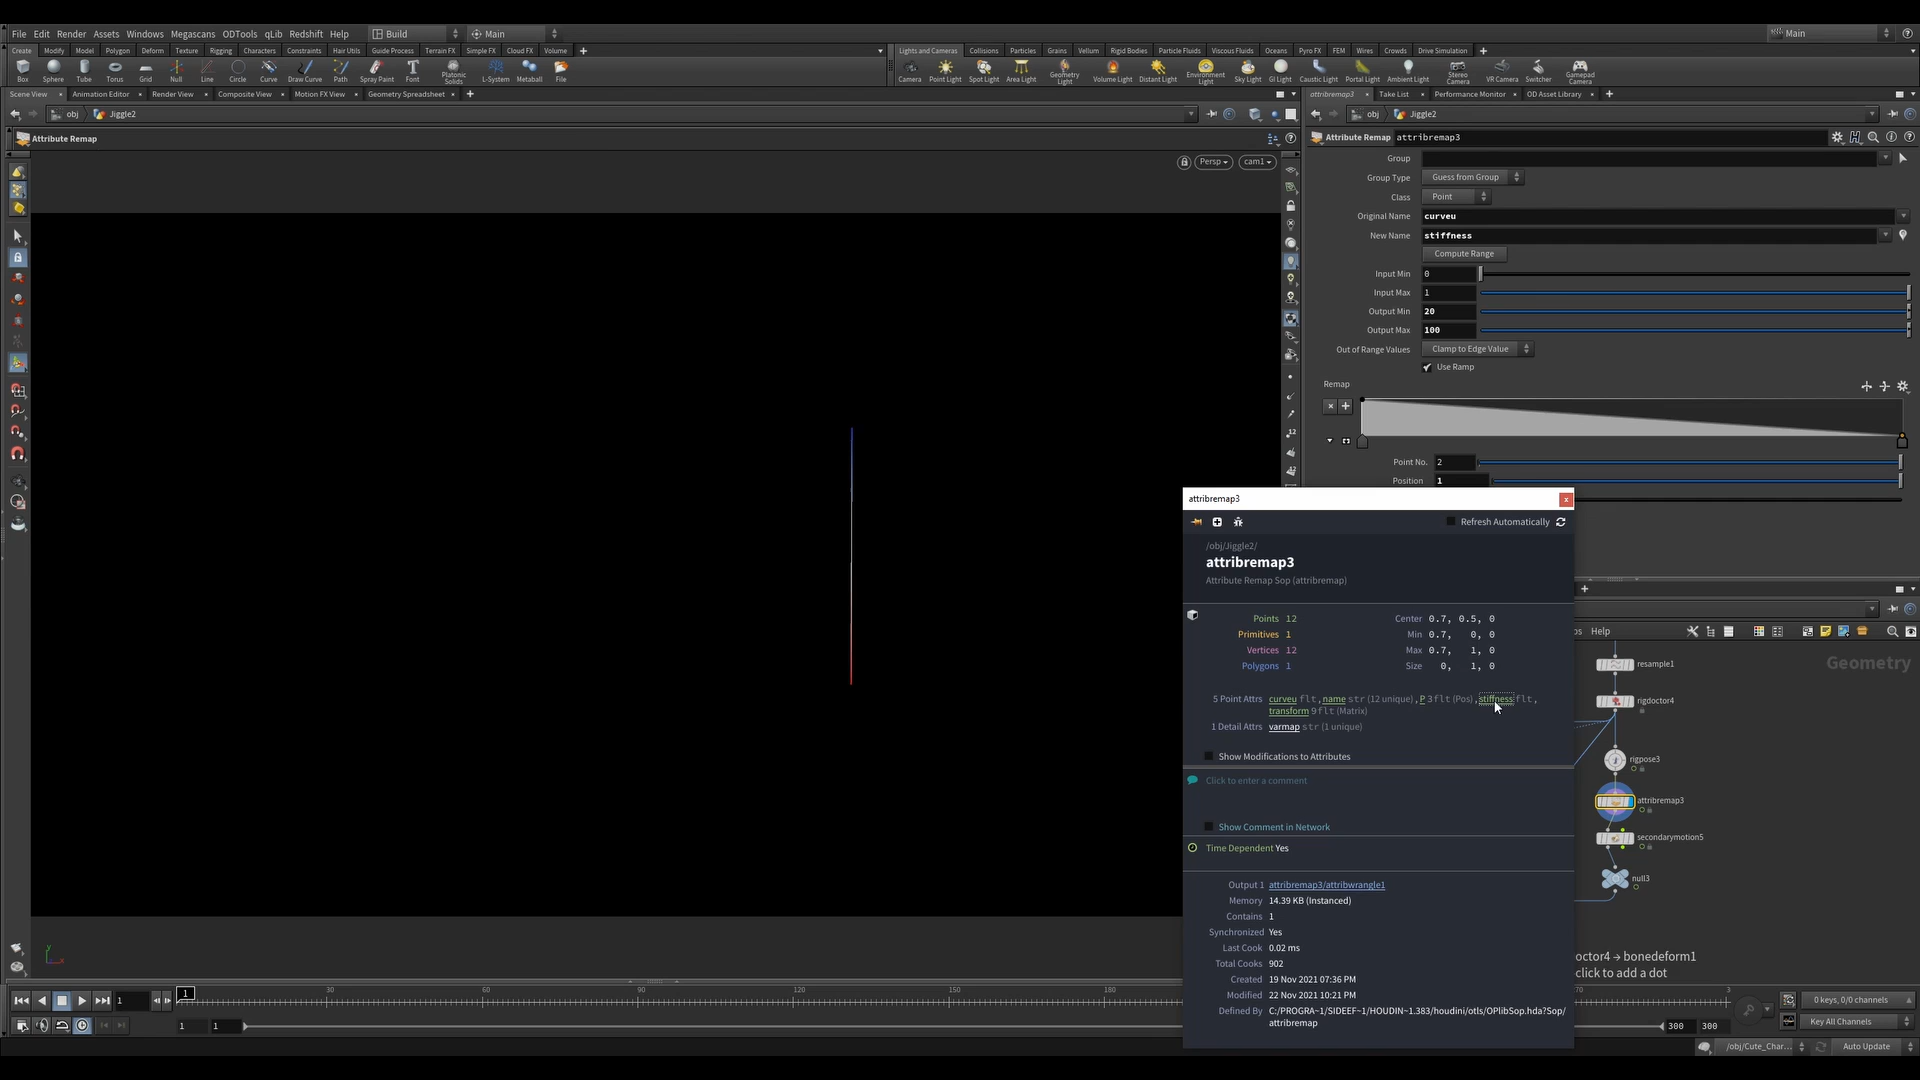 File Edit Render Assets Windows Megascans ODTools qLib Redshift Help Build Main Main
Create Modify Model Polygon Deform Texture Rigging Characters Constraints Hair Utils Guide Process Terrain FX Simple FX Cloud FX Volume
Lights and Cameras Collisions Particles Grains Vellum Rigid Bodies Particle Fluids Viscous Fluids Oceans Pyro FX FEM Wires Crowds Drive Simulation
Box Sphere Tube Torus Grid Null Line Circle Curve Draw Curve Path Spray Paint Font Platonic Solids L-System Metaball File
Camera Point Light Spot Light Area Light Geometry Light Volume Light Distant Light Environment Light Sky Light GI Light Caustic Light Portal Light Ambient Light Stereo Camera VR Camera Switcher Gamepad Camera
Scene View Animation Editor Render View Composite View Motion FX View Geometry Spreadsheet
attribremap3 Take List Performance Monitor OD Asset Library
obj Jiggle2
obj Jiggle2
Attribute Remap
Attribute Remap attribremap3
Persp cam1
Group
Group Type Guess from Group
Class Point
Original Name curveu
New Name stiffness
Compute Range
Input Min 0
Input Max 1
Output Min 20
Output Max 100
Out of Range Values Clamp to Edge Value
Use Ramp
Remap
Point No. 2
Position 1
attribremap3
Refresh Automatically
/obj/Jiggle2/
attribremap3
Attribute Remap Sop (attribremap)
Points 12 Center 0.7, 0.5, 0
Primitives 1 Min 0.7, 0, 0
Vertices 12 Max 0.7, 1, 0
Polygons 1 Size 0, 1, 0
5 Point Attrs curveu flt, name str (12 unique), P 3flt (Pos), stiffness flt,
transform 9flt (Matrix)
1 Detail Attrs varmap str (1 unique)
Show Modifications to Attributes
Click to enter a comment
Show Comment in Network
Time Dependent Yes
Output 1 attribremap3/attribwrangle1
Memory 14.39 KB (Instanced)
Contains 1
Synchronized Yes
Last Cook 0.02 ms
Total Cooks 902
Created 19 Nov 2021 07:36 PM
Modified 22 Nov 2021 10:21 PM
Defined By C:/PROGRA~1/SIDEEF~1/HOUDIN~1.383/houdini/otls/OPlibSop.hda?Sop/
attribremap
Help
Geometry
resample1
rigdoctor4
rigpose3
attribremap3
secondarymotion5
null3
octor4 → bonedeform1
click to add a dot
y
x
1 1 30 60 90 120 150 180 70 3
0 keys, 0/0 channels
1 1 300 300 Key All Channels
/obj/Cute_Char... Auto Update